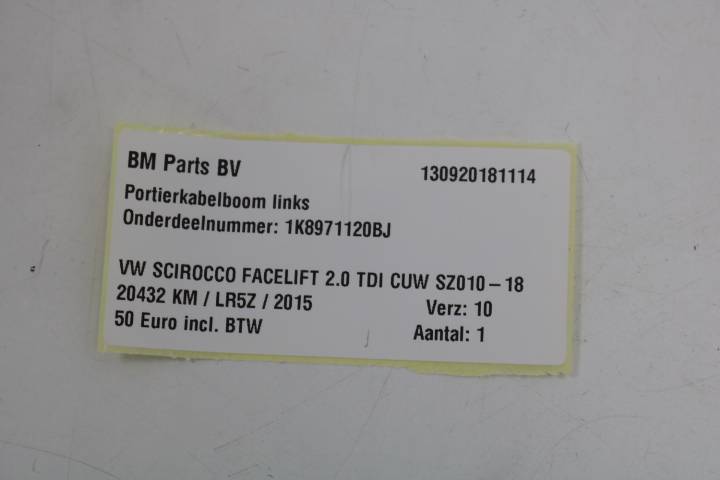 BM Parts BV 130920181114
Portierkabelboom links
Onderdeelnummer: 1K8971120BJ
VW SCIROCCO FACELIFT 2.0 TDI CUW SZ010-18
20432 KM / LR5Z / 2015 Verz: 10
50 Euro incl. BTW Aantal: 1